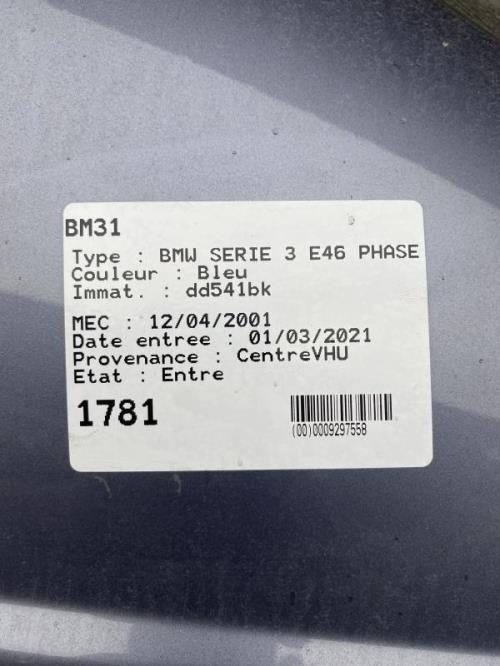 BM31
Type : BMW SERIE 3 E46 PHASE
Couleur : Bleu
Immat. : dd541bk
MEC : 12/04/2001
Date entree : 01/03/2021
Provenance : CentreVHU
Etat : Entre
1781
(00)0009297558